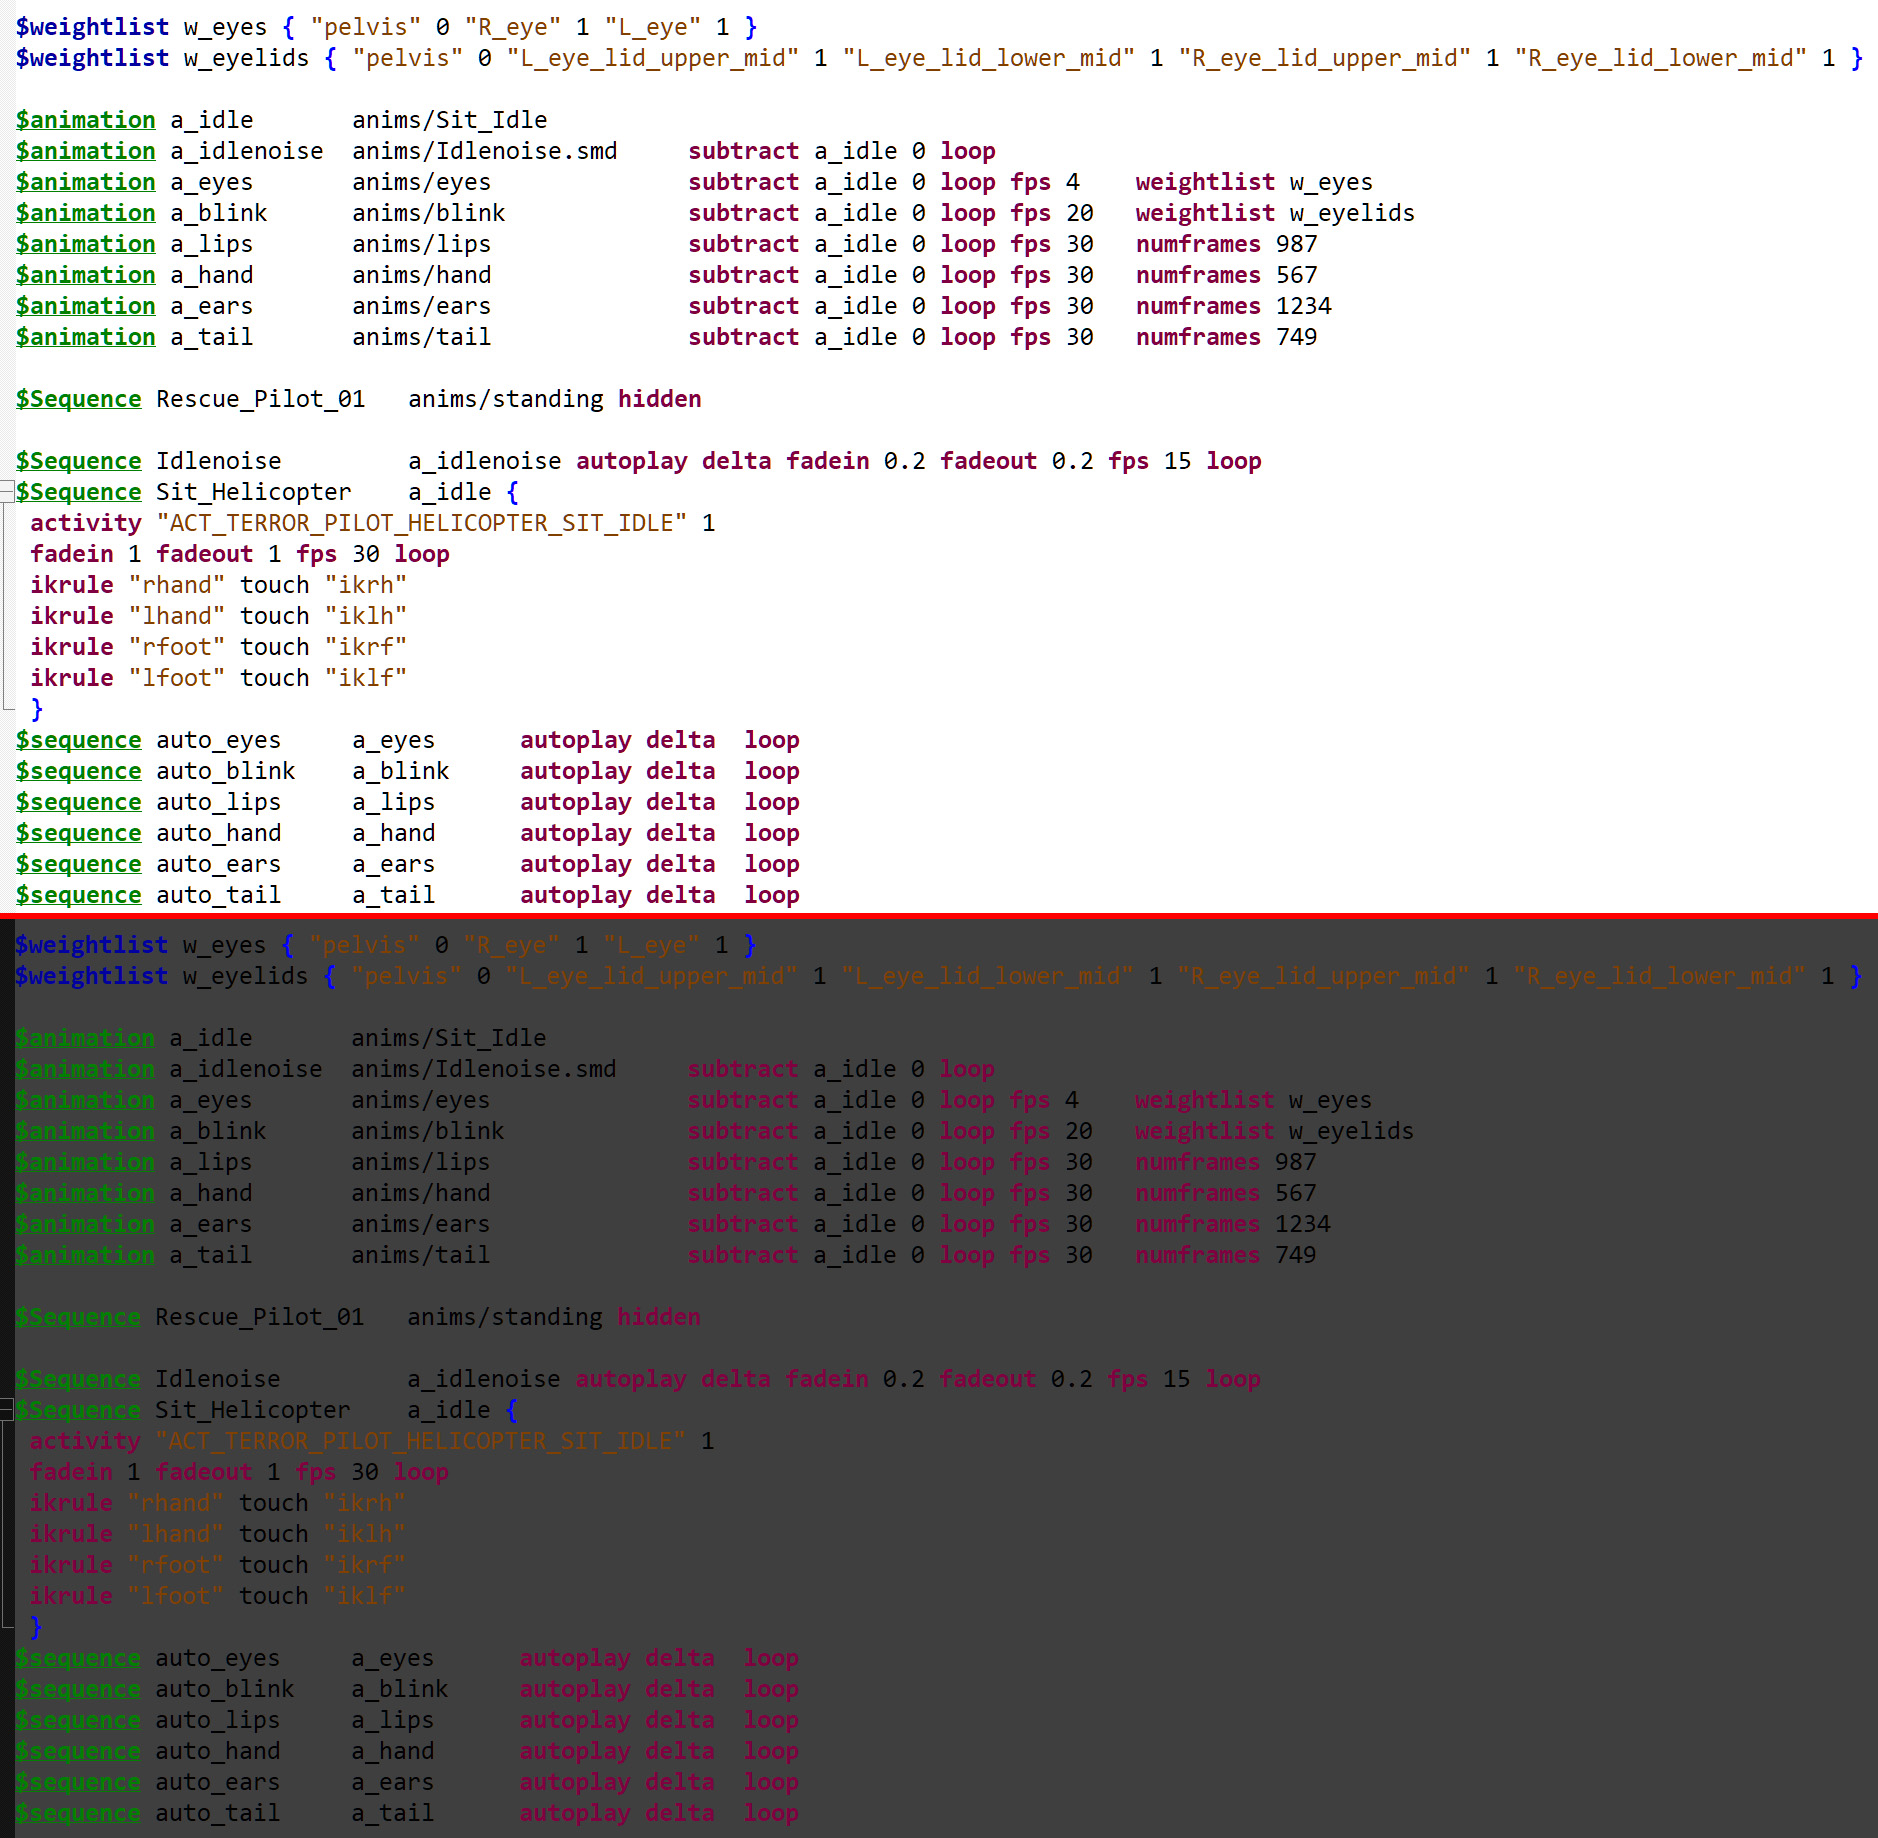 $weightlist w_eyes { "pelvis" 0 "R_eye" 1 "L_eye" 1 }
$weightlist w_eyelids { "pelvis" 0 "L_eye_lid_upper_mid" 1 "L_eye_lid_lower_mid" 1 "R_eye_lid_upper_mid" 1 "R_eye_lid_lower_mid" 1 }
$animation a_idle anims/Sit_Idle
$animation a_idlenoise anims/Idlenoise.smd subtract a_idle 0 loop
$animation a_eyes anims/eyes subtract a_idle 0 loop fps 4 weightlist w_eyes
$animation a_blink anims/blink subtract a_idle 0 loop fps 20 weightlist w_eyelids
$animation a_lips anims/lips subtract a_idle 0 loop fps 30 numframes 987
$animation a_hand anims/hand subtract a_idle 0 loop fps 30 numframes 567
$animation a_ears anims/ears subtract a_idle 0 loop fps 30 numframes 1234
$animation a_tail anims/tail subtract a_idle 0 loop fps 30 numframes 749
$Sequence Rescue_Pilot_01 anims/standing hidden
$Sequence Idlenoise a_idlenoise autoplay delta fadein 0.2 fadeout 0.2 fps 15 loop
$Sequence Sit_Helicopter a_idle {
activity "ACT_TERROR_PILOT_HELICOPTER_SIT_IDLE" 1
fadein 1 fadeout 1 fps 30 loop
ikrule "rhand" touch "ikrh"
ikrule "lhand" touch "iklh"
ikrule "rfoot" touch "ikrf"
ikrule "lfoot" touch "iklf"
}
$sequence auto_eyes a_eyes autoplay delta loop
$sequence auto_blink a_blink autoplay delta loop
$sequence auto_lips a_lips autoplay delta loop
$sequence auto_hand a_hand autoplay delta loop
$sequence auto_ears a_ears autoplay delta loop
$sequence auto_tail a_tail autoplay delta loop
$weightlist w_eyes { "pelvis" 0 "R_eye" 1 "L_eye" 1 }
$weightlist w_eyelids { "pelvis" 0 "L_eye_lid_upper_mid" 1 "L_eye_lid_lower_mid" 1 "R_eye_lid_upper_mid" 1 "R_eye_lid_lower_mid" 1 }
$animation a_idle anims/Sit_Idle
$animation a_idlenoise anims/Idlenoise.smd subtract a_idle 0 loop
$animation a_eyes anims/eyes subtract a_idle 0 loop fps 4 weightlist w_eyes
$animation a_blink anims/blink subtract a_idle 0 loop fps 20 weightlist w_eyelids
$animation a_lips anims/lips subtract a_idle 0 loop fps 30 numframes 987
$animation a_hand anims/hand subtract a_idle 0 loop fps 30 numframes 567
$animation a_ears anims/ears subtract a_idle 0 loop fps 30 numframes 1234
$animation a_tail anims/tail subtract a_idle 0 loop fps 30 numframes 749
$Sequence Rescue_Pilot_01 anims/standing hidden
$Sequence Idlenoise a_idlenoise autoplay delta fadein 0.2 fadeout 0.2 fps 15 loop
$Sequence Sit_Helicopter a_idle {
activity "ACT_TERROR_PILOT_HELICOPTER_SIT_IDLE" 1
fadein 1 fadeout 1 fps 30 loop
ikrule "rhand" touch "ikrh"
ikrule "lhand" touch "iklh"
ikrule "rfoot" touch "ikrf"
ikrule "lfoot" touch "iklf"
}
$sequence auto_eyes a_eyes autoplay delta loop
$sequence auto_blink a_blink autoplay delta loop
$sequence auto_lips a_lips autoplay delta loop
$sequence auto_hand a_hand autoplay delta loop
$sequence auto_ears a_ears autoplay delta loop
$sequence auto_tail a_tail autoplay delta loop